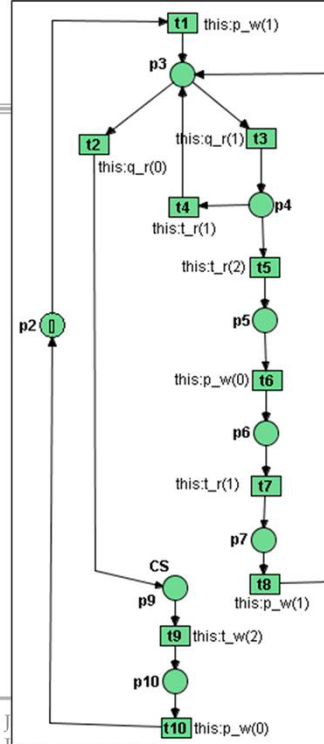 t1 this:p_w(1)
p3
t2 this:q_r(1) t3
this:q_r(0)
t4 p4
this:t_r(1)
this:t_r(2) t5
p2 [] p5
this:p_w(0) t6
p6
this:t_r(1) t7
p7
t8
CS
this:p_w(1)
p9
t9 this:t_w(2)
p10
t10 this:p_w(0)